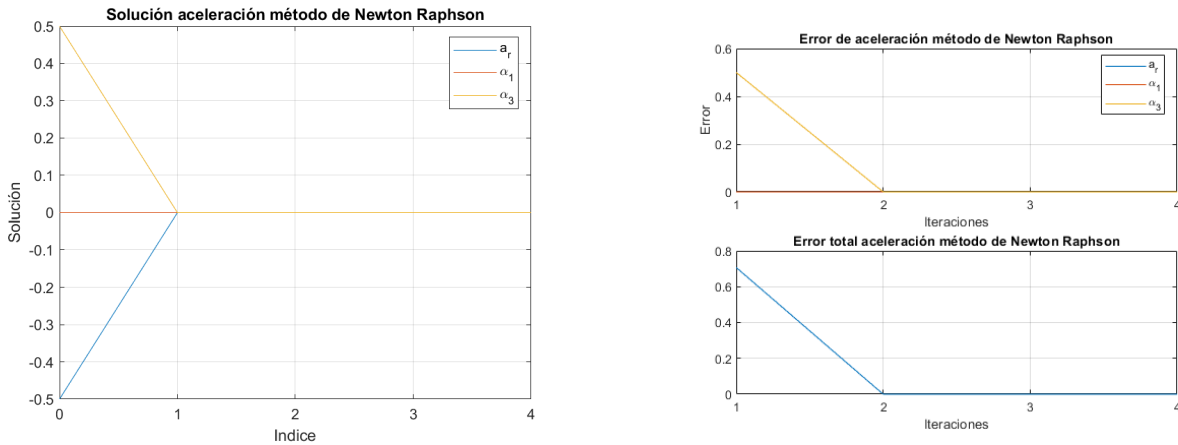 Solución aceleración método de Newton Raphson
0.5
0.4
0.3
0.2
0.1
0
-0.1
-0.2
-0.3
-0.4
-0.5
Solución
0
1
2
3
4
Indice
a_r
α_1
α_3
Error de aceleración método de Newton Raphson
0.6
0.4
0.2
0
Error
1
2
3
4
Iteraciones
a_r
α_1
α_3
Error total aceleración método de Newton Raphson
0.8
0.6
0.4
0.2
0
1
2
3
4
Iteraciones